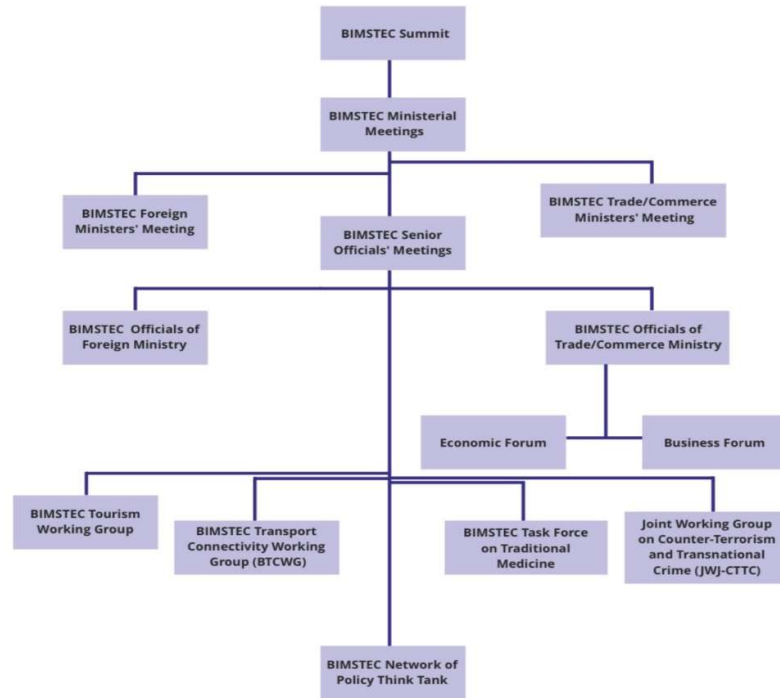 BIMSTEC Summit
BIMSTEC Ministerial
Meetings
BIMSTEC Foreign
Ministers' Meeting
BIMSTEC Senior
Officials' Meetings
BIMSTEC Trade/Commerce
Ministers' Meeting
BIMSTEC Officials of
Foreign Ministry
BIMSTEC Officials of
Trade/Commerce Ministry
Economic Forum
Business Forum
BIMSTEC Tourism
Working Group
BIMSTEC Transport
Connectivity Working
Group (BTCWG)
BIMSTEC Task Force
on Traditional
Medicine
Joint Working Group
on Counter-Terrorism
and Transnational
Crime (JWJ-CTTC)
BIMSTEC Network of
Policy Think Tank